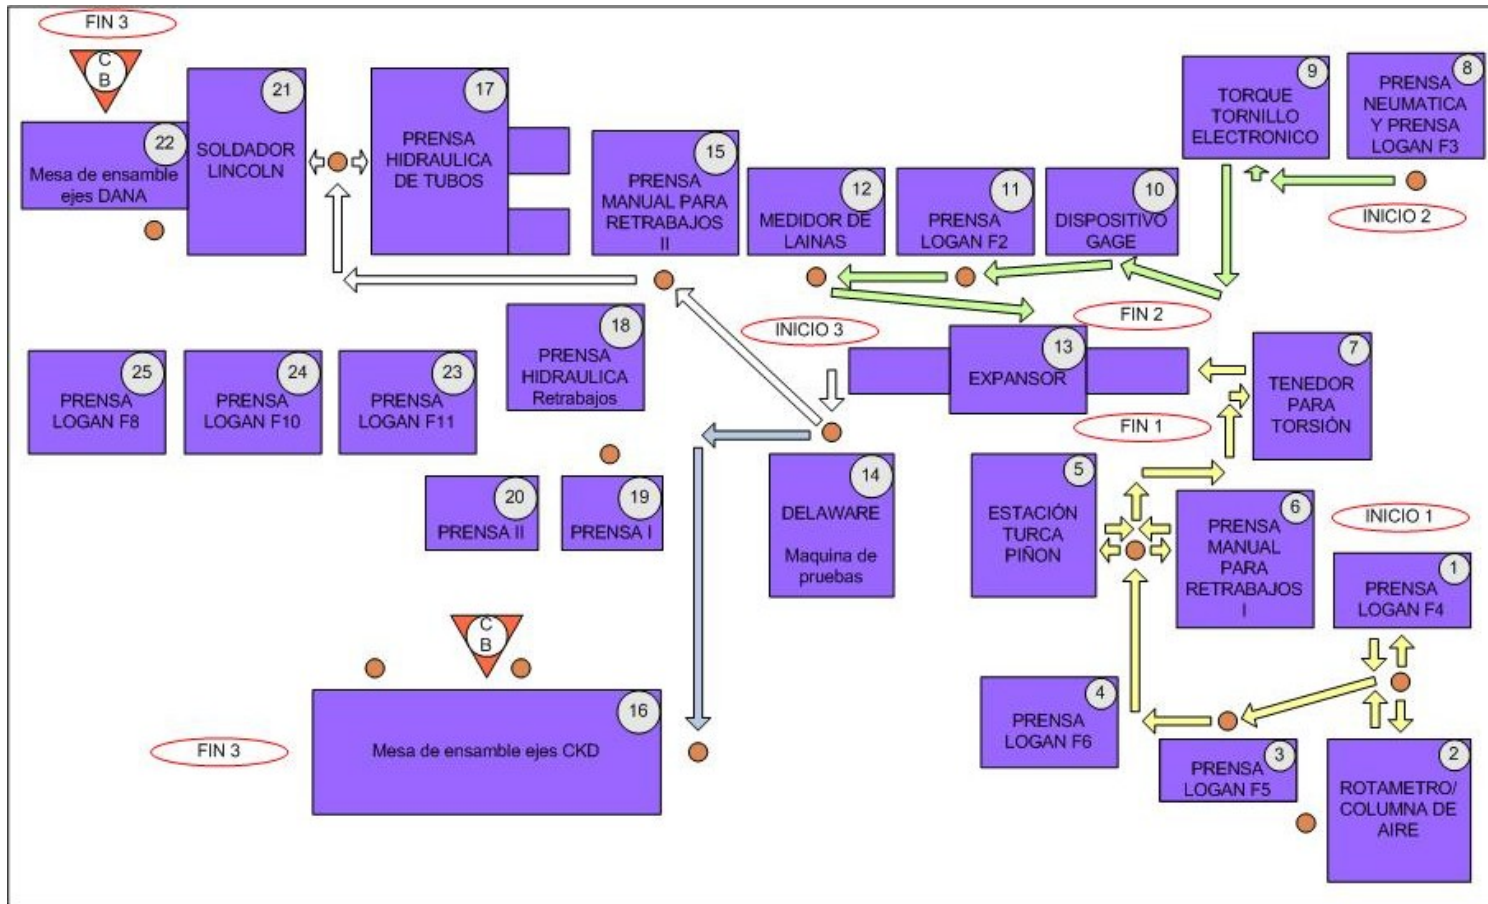 FIN 3
C
B
22
Mesa de ensamble
ejes DANA
21
SOLDADOR
LINCOLN
17
PRENSA
HIDRAULICA
DE TUBOS
15
PRENSA
MANUAL PARA
RETRABAJOS
II
12
MEDIDOR DE
LAINAS
11
PRENSA
LOGAN F2
10
DISPOSITIVO
GAGE
9
TORQUE
TORNILLO
ELECTRONICO
8
PRENSA
NEUMATICA
Y PRENSA
LOGAN F3
INICIO 2
INICIO 3
FIN 2
18
PRENSA
HIDRAULICA
Retrabajos
13
EXPANSOR
7
TENEDOR
PARA
TORSIÓN
25
PRENSA
LOGAN F8
24
PRENSA
LOGAN F10
23
PRENSA
LOGAN F11
FIN 1
20
PRENSA II
19
PRENSA I
14
DELAWARE
Maquina de
pruebas
5
ESTACIÓN
TURCA
PIÑON
6
PRENSA
MANUAL
PARA
RETRABAJOS
I
INICIO 1
1
PRENSA
LOGAN F4
C
B
16
Mesa de ensamble ejes CKD
FIN 3
4
PRENSA
LOGAN F6
3
PRENSA
LOGAN F5
2
ROTAMETRO/
COLUMNA DE
AIRE